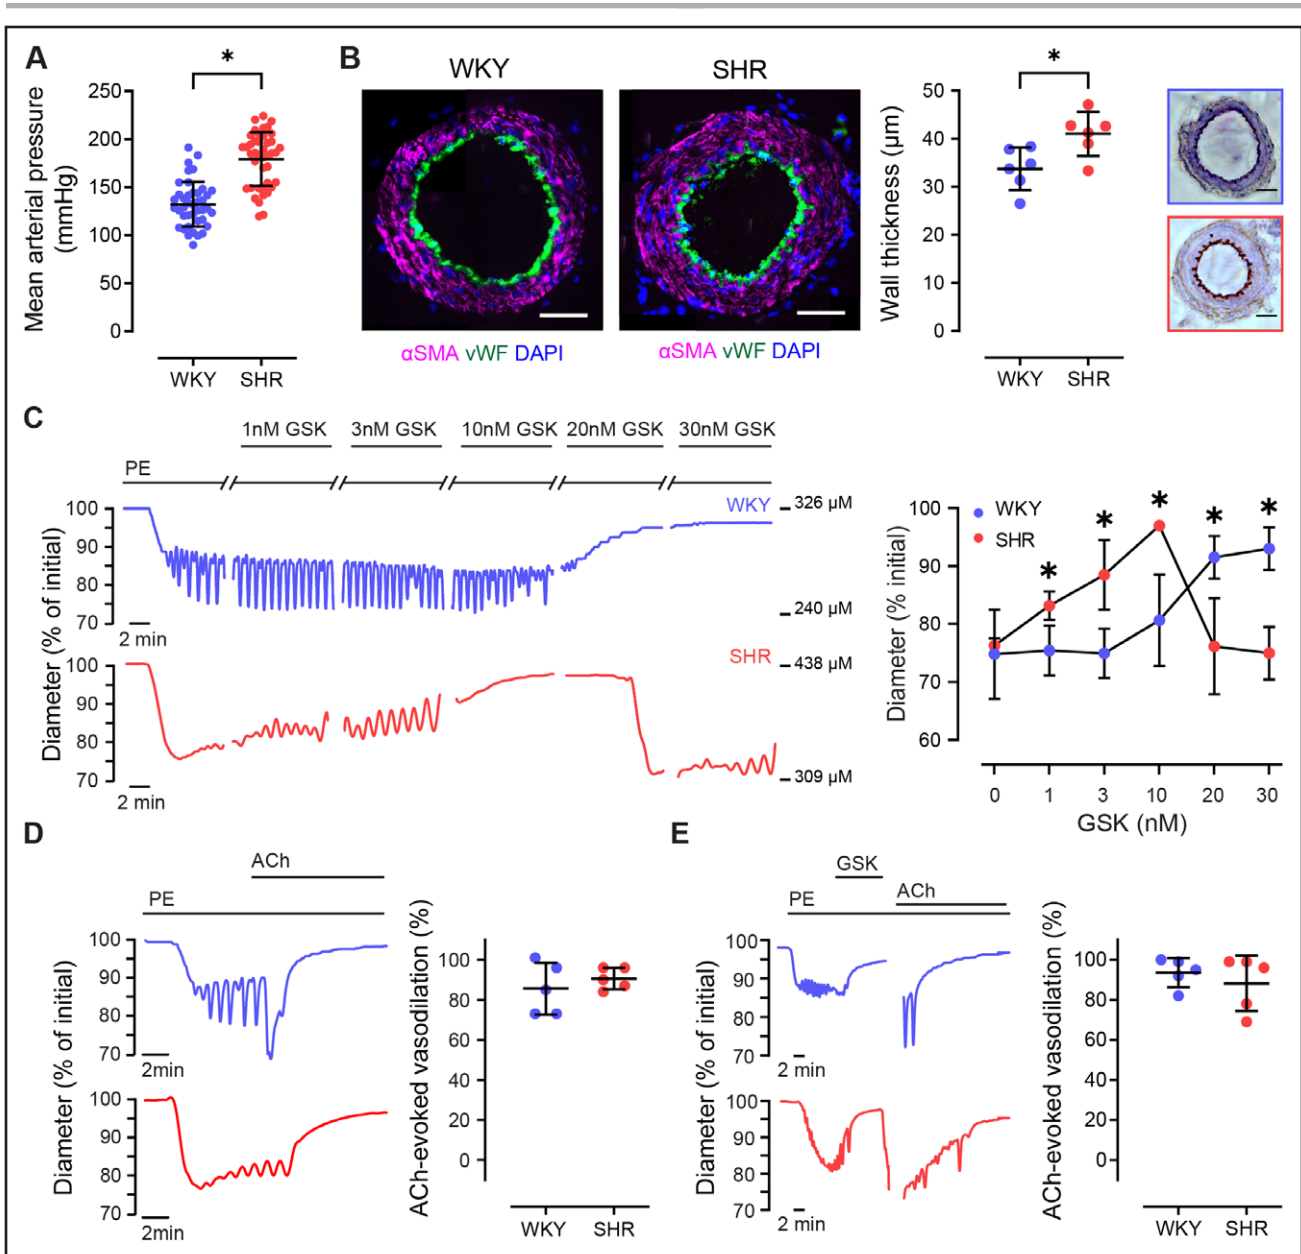 A
*
Mean arterial pressure
(mmHg)
250
200
150
100
50
0
WKY SHR
B
WKY SHR
αSMA vWF DAPI
αSMA vWF DAPI
*
Wall thickness (µm)
50
40
30
20
10
0
WKY SHR
C
1nM GSK 3nM GSK 10nM GSK 20nM GSK 30nM GSK
PE
Diameter (% of initial)
100
90
80
70
2 min
WKY
326 µM
240 µM
100
90
80
70
2 min
SHR
438 µM
309 µM
Diameter (% initial)
100
90
80
70
60
WKY
SHR
* * * * *
0 1 3 10 20 30
GSK (nM)
D
ACh
PE
Diameter (% of initial)
100
90
80
70
2min
100
90
80
70
2min
ACh-evoked vasodilation (%)
100
80
60
40
20
0
WKY SHR
E
GSK
PE ACh
Diameter (% of initial)
100
90
80
70
2 min
100
90
80
70
2 min
ACh-evoked vasodilation (%)
100
80
60
40
20
0
WKY SHR